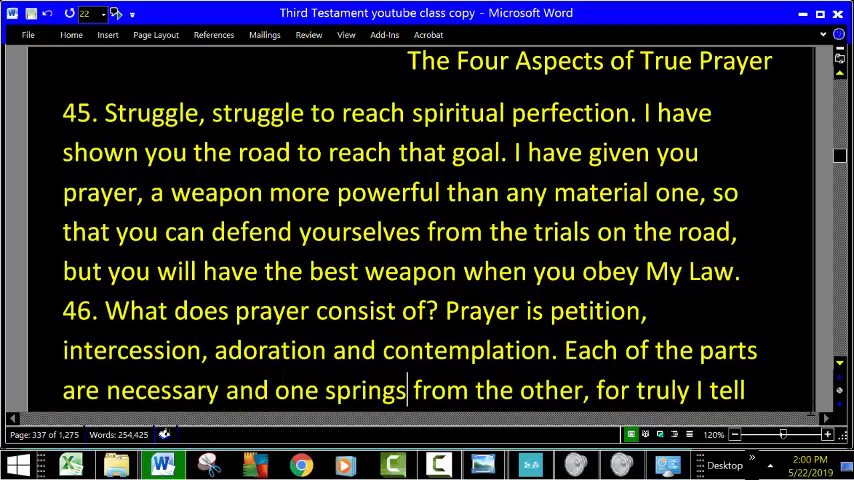 22
Third Testament youtube class copy - Microsoft Word
File Home Insert Page Layout References Mailings Review View Add-Ins Acrobat
The Four Aspects of True Prayer
45. Struggle, struggle to reach spiritual perfection. I have
shown you the road to reach that goal. I have given you
prayer, a weapon more powerful than any material one, so
that you can defend yourselves from the trials on the road,
but you will have the best weapon when you obey My Law.
46. What does prayer consist of? Prayer is petition,
intercession, adoration and contemplation. Each of the parts
are necessary and one springs from the other, for truly I tell
Page: 337 of 1,275 Words: 254,425 120%
Desktop
2:00 PM
5/22/2019